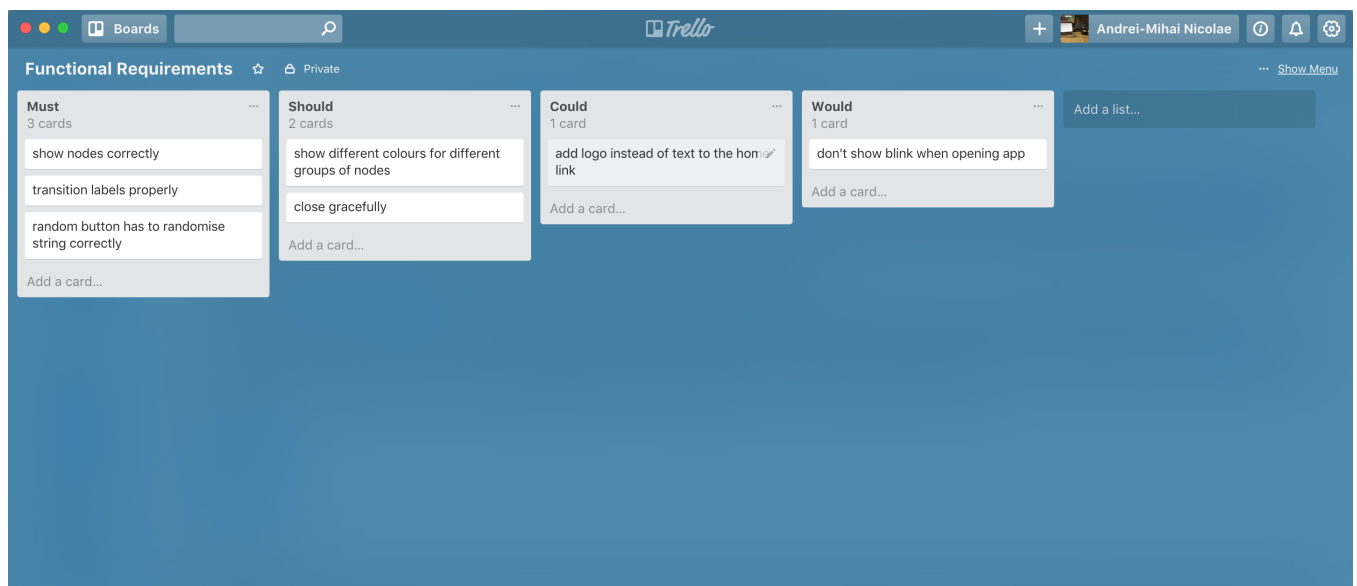 Boards
Trello
Andrei-Mihai Nicolae
Functional Requirements
Private
... Show Menu
Must
3 cards
show nodes correctly
transition labels properly
random button has to randomise
string correctly
Add a card...
Should
2 cards
show different colours for different
groups of nodes
close gracefully
Add a card...
Could
1 card
add logo instead of text to the home
link
Add a card...
Would
1 card
don't show blink when opening app
Add a card...
Add a list...